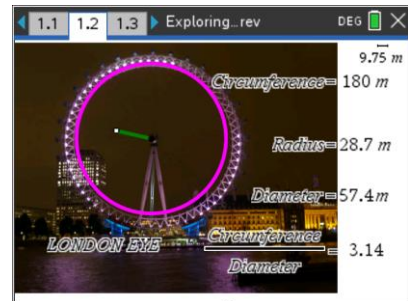 1.1 1.2 1.3 Exploring...rev DEG
9.75 m
Circumference= 180 m
Radius= 28.7 m
Diameter= 57.4m
LONDON EYE
Circumference
Diameter
= 3.14